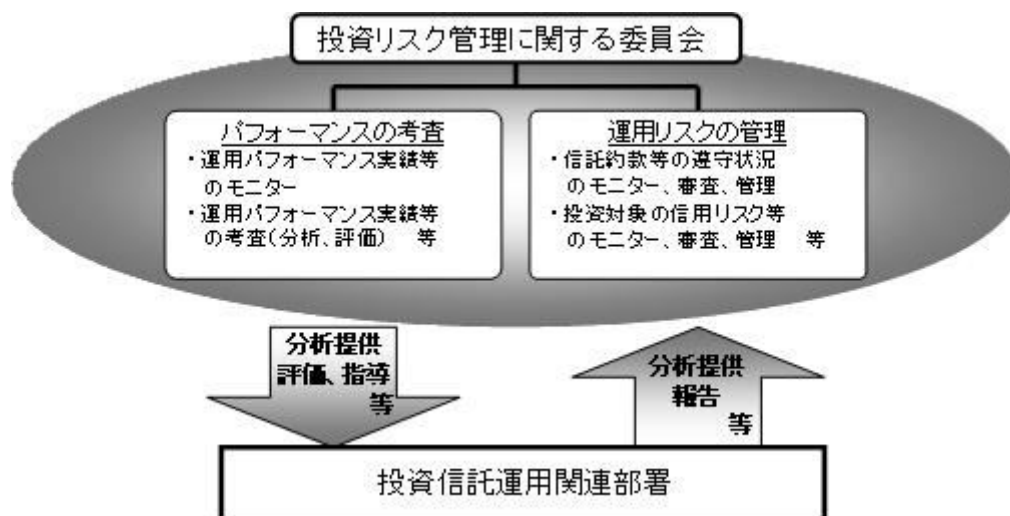 投資リスク管理に関する委員会
パフォーマンスの考査
・運用パフォーマンス実績等
のモニター
・運用パフォーマンス実績等
の考査(分析、評価) 等
運用リスクの管理
・信託約款等の遵守状況
のモニター、審査、管理
・投資対象の信用リスク等
のモニター、審査、管理 等
分析提供
評価、指導
等
分析提供
報告
等
投資信託運用関連部署